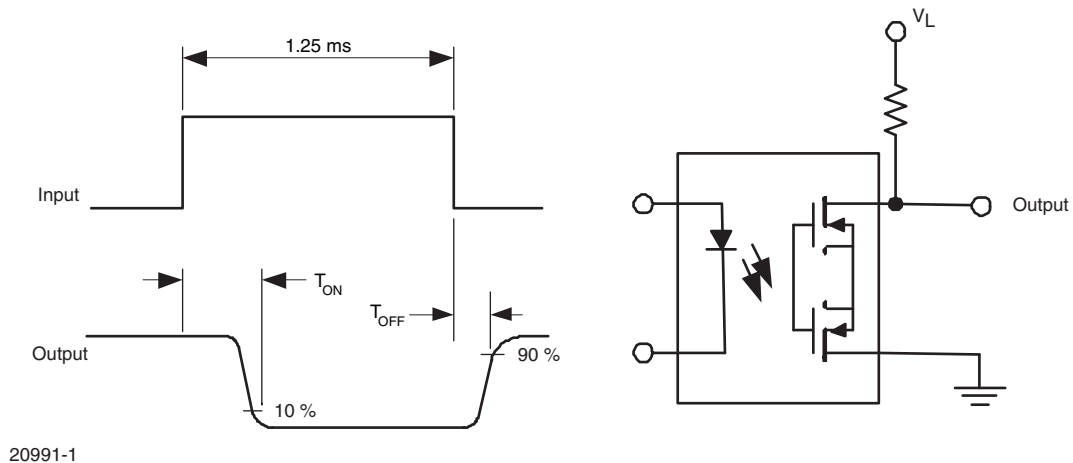 1.25 ms
V_L
Input
Output
T_ON
T_OFF
Output
90 %
10 %
20991-1